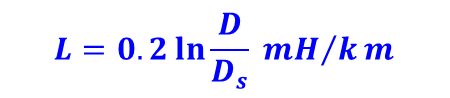 L = 0.2 ln D/D_s mH/km